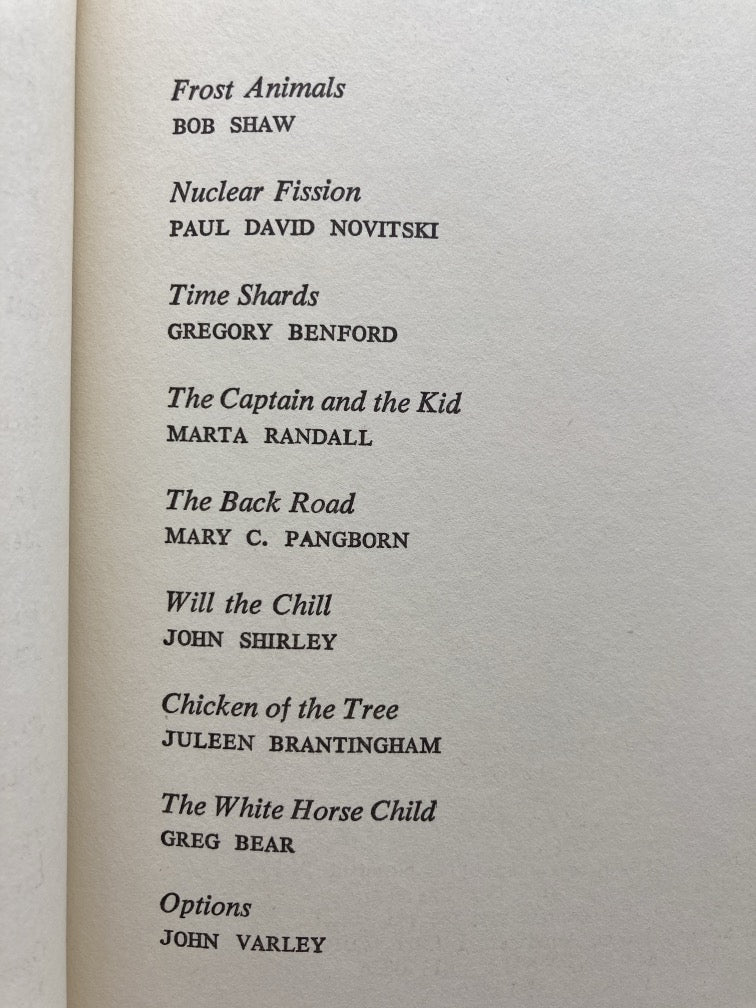 Frost Animals
BOB SHAW
Nuclear Fission
PAUL DAVID NOVITSKI
Time Shards
GREGORY BENFORD
The Captain and the Kid
MARTA RANDALL
The Back Road
MARY C. PANGBORN
Will the Chill
JOHN SHIRLEY
Chicken of the Tree
JULEEN BRANTINGHAM
The White Horse Child
GREG BEAR
Options
JOHN VARLEY